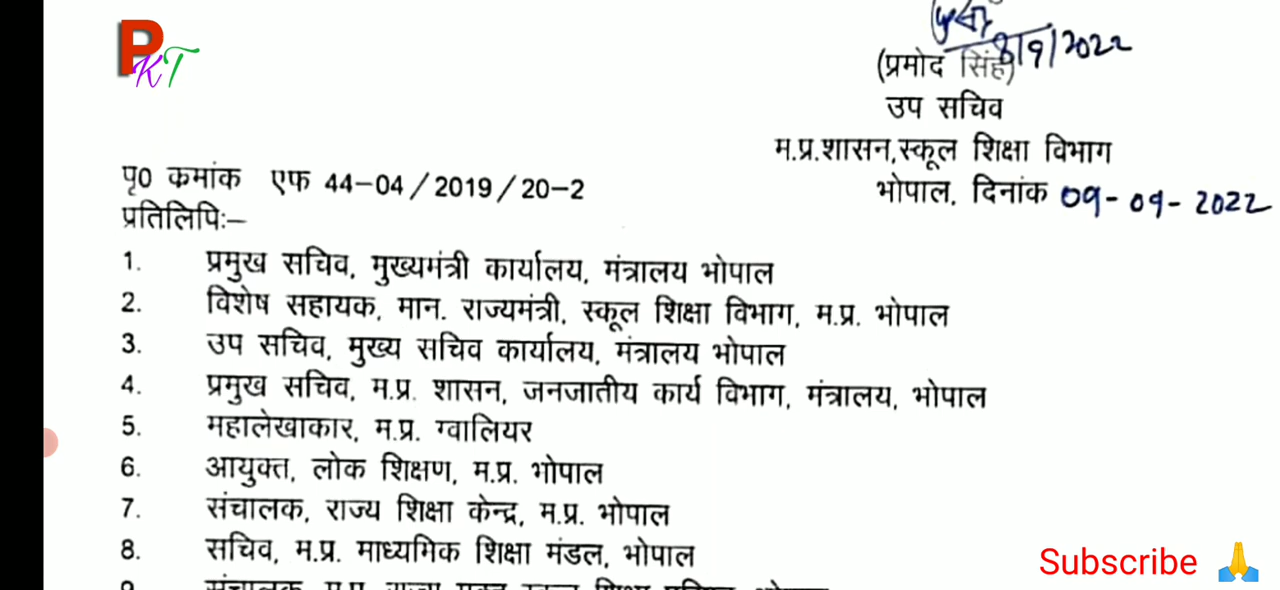 PKT
8/9/2022
(प्रमोद सिंह)
उप सचिव
म.प्र.शासन,स्कूल शिक्षा विभाग
पृ0 कमांक एफ 44-04/2019/20-2
भोपाल, दिनांक 09-09-2022
प्रतिलिपिः-
1. प्रमुख सचिव, मुख्यमंत्री कार्यालय, मंत्रालय भोपाल
2. विशेष सहायक, मान. राज्यमंत्री, स्कूल शिक्षा विभाग, म.प्र. भोपाल
3. उप सचिव, मुख्य सचिव कार्यालय, मंत्रालय भोपाल
4. प्रमुख सचिव, म.प्र. शासन, जनजातीय कार्य विभाग, मंत्रालय, भोपाल
5. महालेखाकार, म.प्र. ग्वालियर
6. आयुक्त, लोक शिक्षण, म.प्र. भोपाल
7. संचालक, राज्य शिक्षा केन्द्र, म.प्र. भोपाल
8. सचिव, म.प्र. माध्यमिक शिक्षा मंडल, भोपाल
Subscribe 🙏